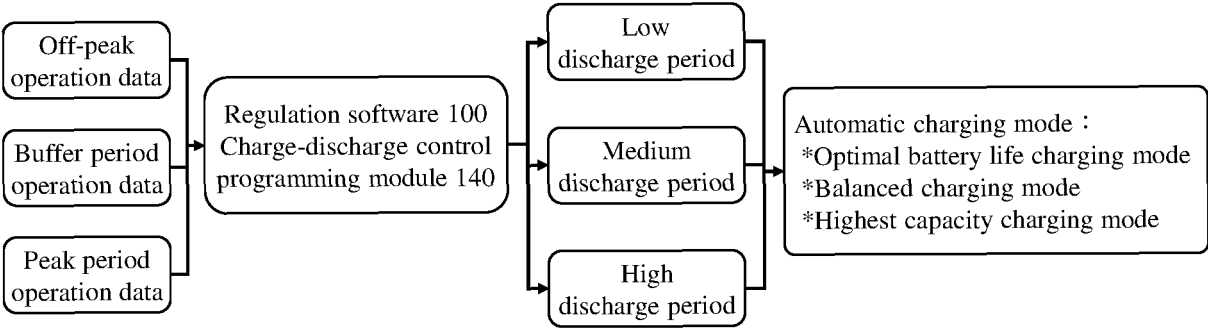 Off-peak
operation data
Buffer period
operation data
Peak period
operation data
Regulation software 100
Charge-discharge control
programming module 140
Low
discharge period
Medium
discharge period
High
discharge period
Automatic charging mode：
*Optimal battery life charging mode
*Balanced charging mode
*Highest capacity charging mode